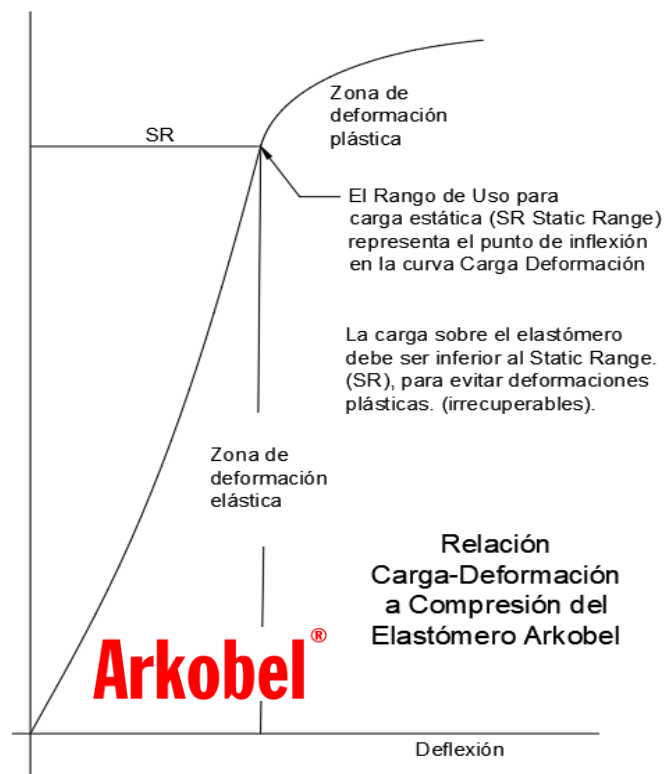 Zona de
deformación
plástica
SR
El Rango de Uso para
carga estática (SR Static Range)
representa el punto de inflexión
en la curva Carga Deformación
La carga sobre el elastómero
debe ser inferior al Static Range.
(SR), para evitar deformaciones
plásticas. (irrecuperables).
Zona de
deformación
elástica
Relación
Carga-Deformación
a Compresión del
Elastómero Arkobel
Arkobel®
Deflexión